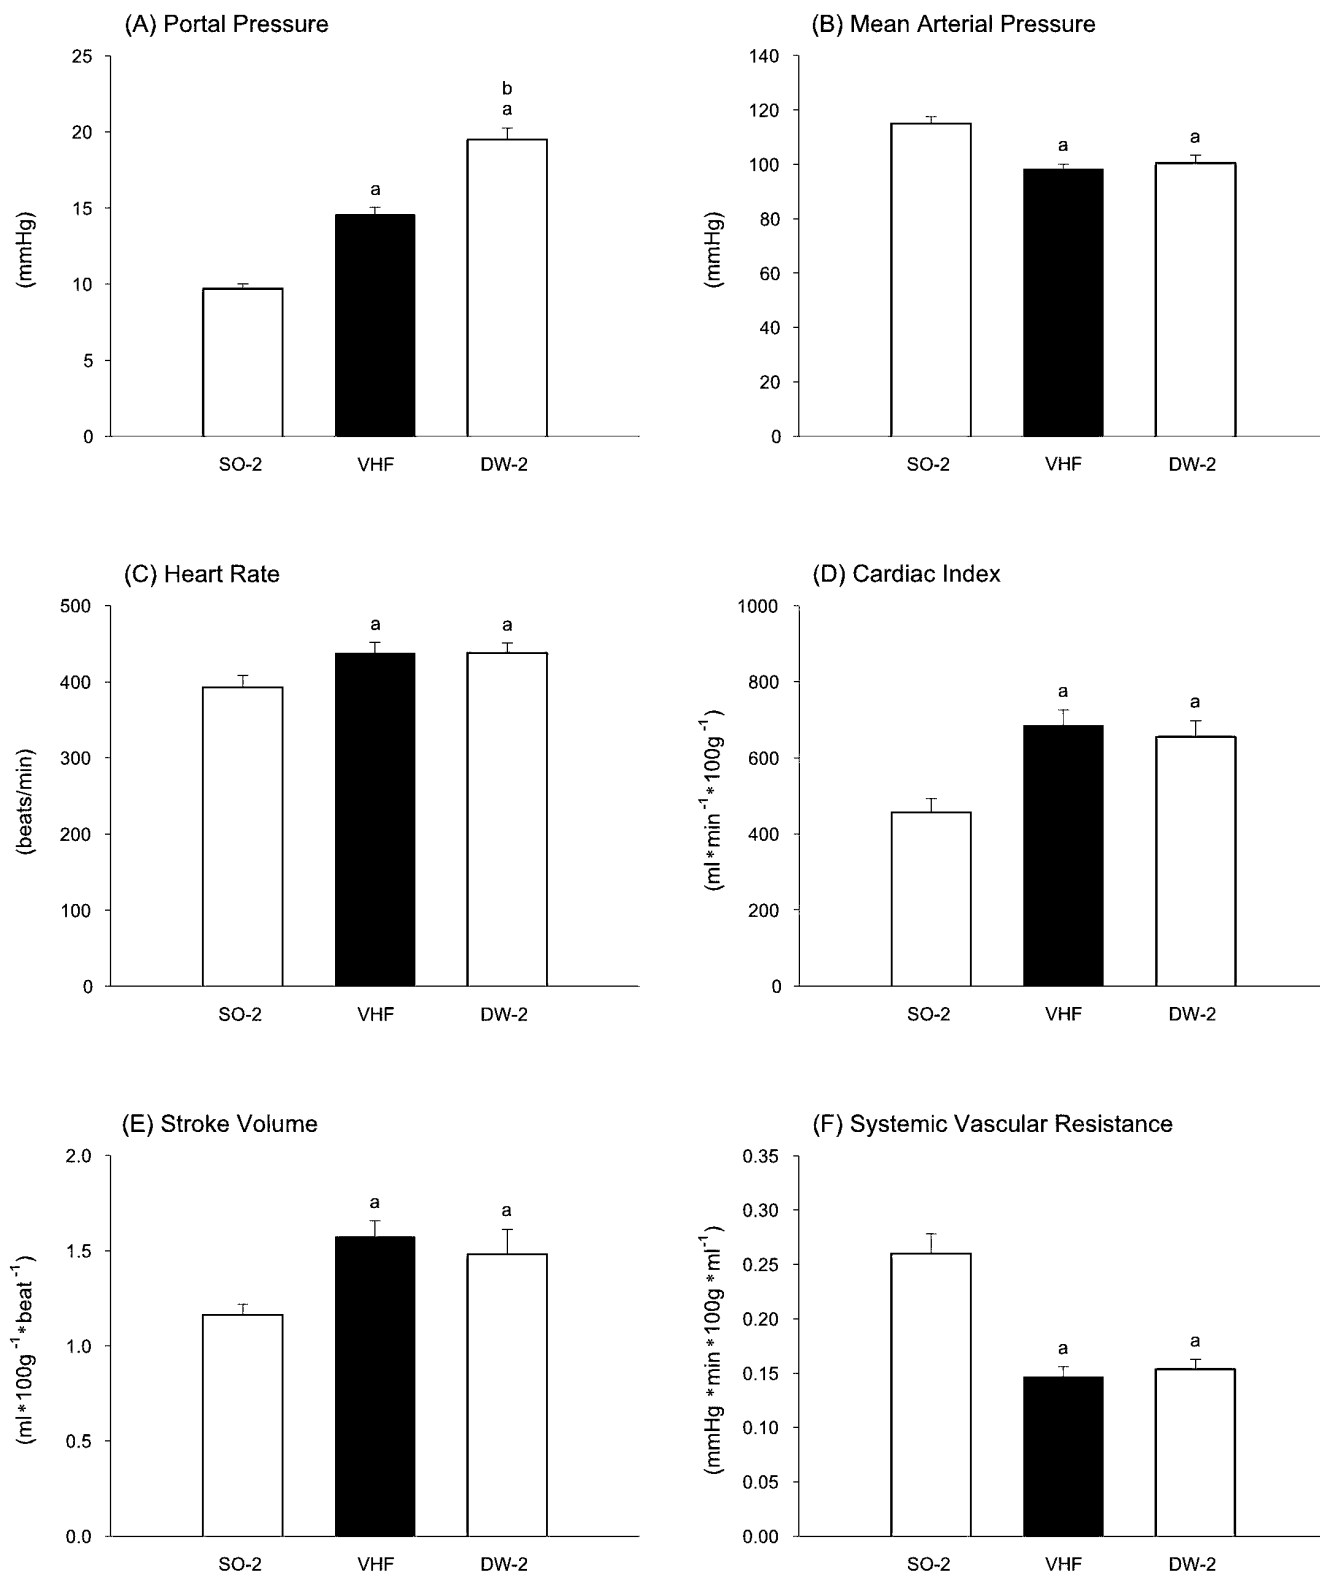 (A) Portal Pressure
25
20
15
10
5
0
(mmHg)
b
a
a
SO-2 VHF DW-2
(B) Mean Arterial Pressure
140
120
100
80
60
40
20
0
(mmHg)
a
a
SO-2 VHF DW-2
(C) Heart Rate
500
400
300
200
100
0
(beats/min)
a
a
SO-2 VHF DW-2
(D) Cardiac Index
1000
800
600
400
200
0
(ml*min⁻¹*100g⁻¹)
a
a
SO-2 VHF DW-2
(E) Stroke Volume
2.0
1.5
1.0
0.5
0.0
(ml*100g⁻¹*beat⁻¹)
a
a
SO-2 VHF DW-2
(F) Systemic Vascular Resistance
0.35
0.30
0.25
0.20
0.15
0.10
0.05
0.00
(mmHg*min*100g*ml⁻¹)
a
a
SO-2 VHF DW-2